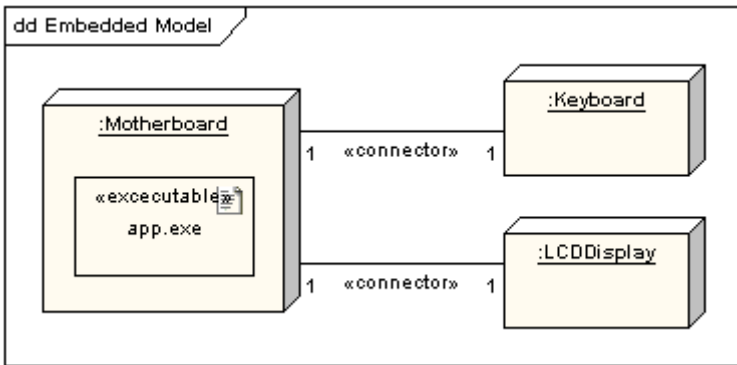 dd Embedded Model
:Motherboard
«excecutable»
app.exe
1 «connector» 1
:Keyboard
1 «connector» 1
:LCDDisplay